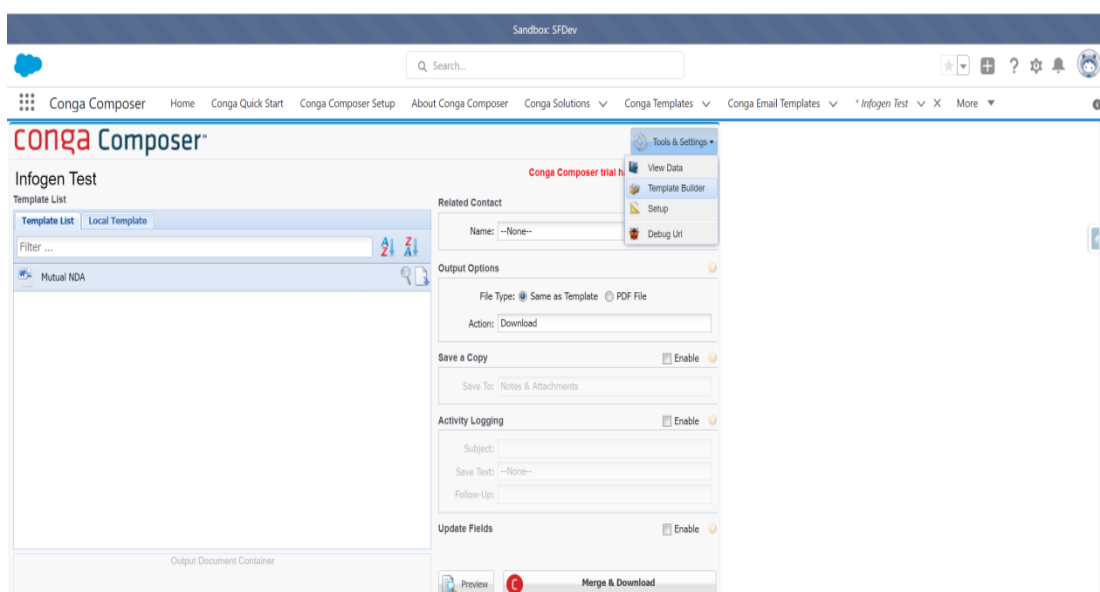 Sandbox: SFDev
Search...
Conga Composer Home Conga Quick Start Conga Composer Setup About Conga Composer Conga Solutions Conga Templates Conga Email Templates * Infogen Test More
conga Composer
Tools & Settings
Infogen Test
Conga Composer trial h
View Data
Template Builder
Setup
Debug Url
Template List
Template List Local Template
Filter ...
Mutual NDA
Output Document Container
Related Contact
Name: --None--
Output Options
File Type: Same as Template PDF File
Action: Download
Save a Copy Enable
Save To: Notes & Attachments
Activity Logging Enable
Subject:
Save Text: --None--
Follow-Up:
Update Fields Enable
Preview Merge & Download